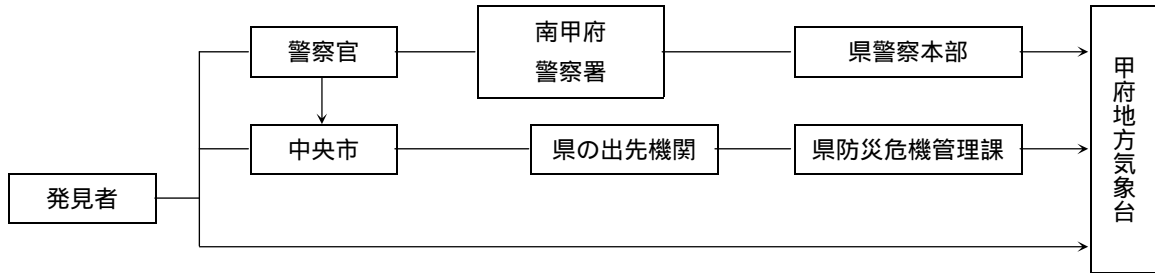 警察官
南甲府
警察署
県警察本部
中央市
県の出先機関
県防災危機管理課
発見者
甲府地方気象台